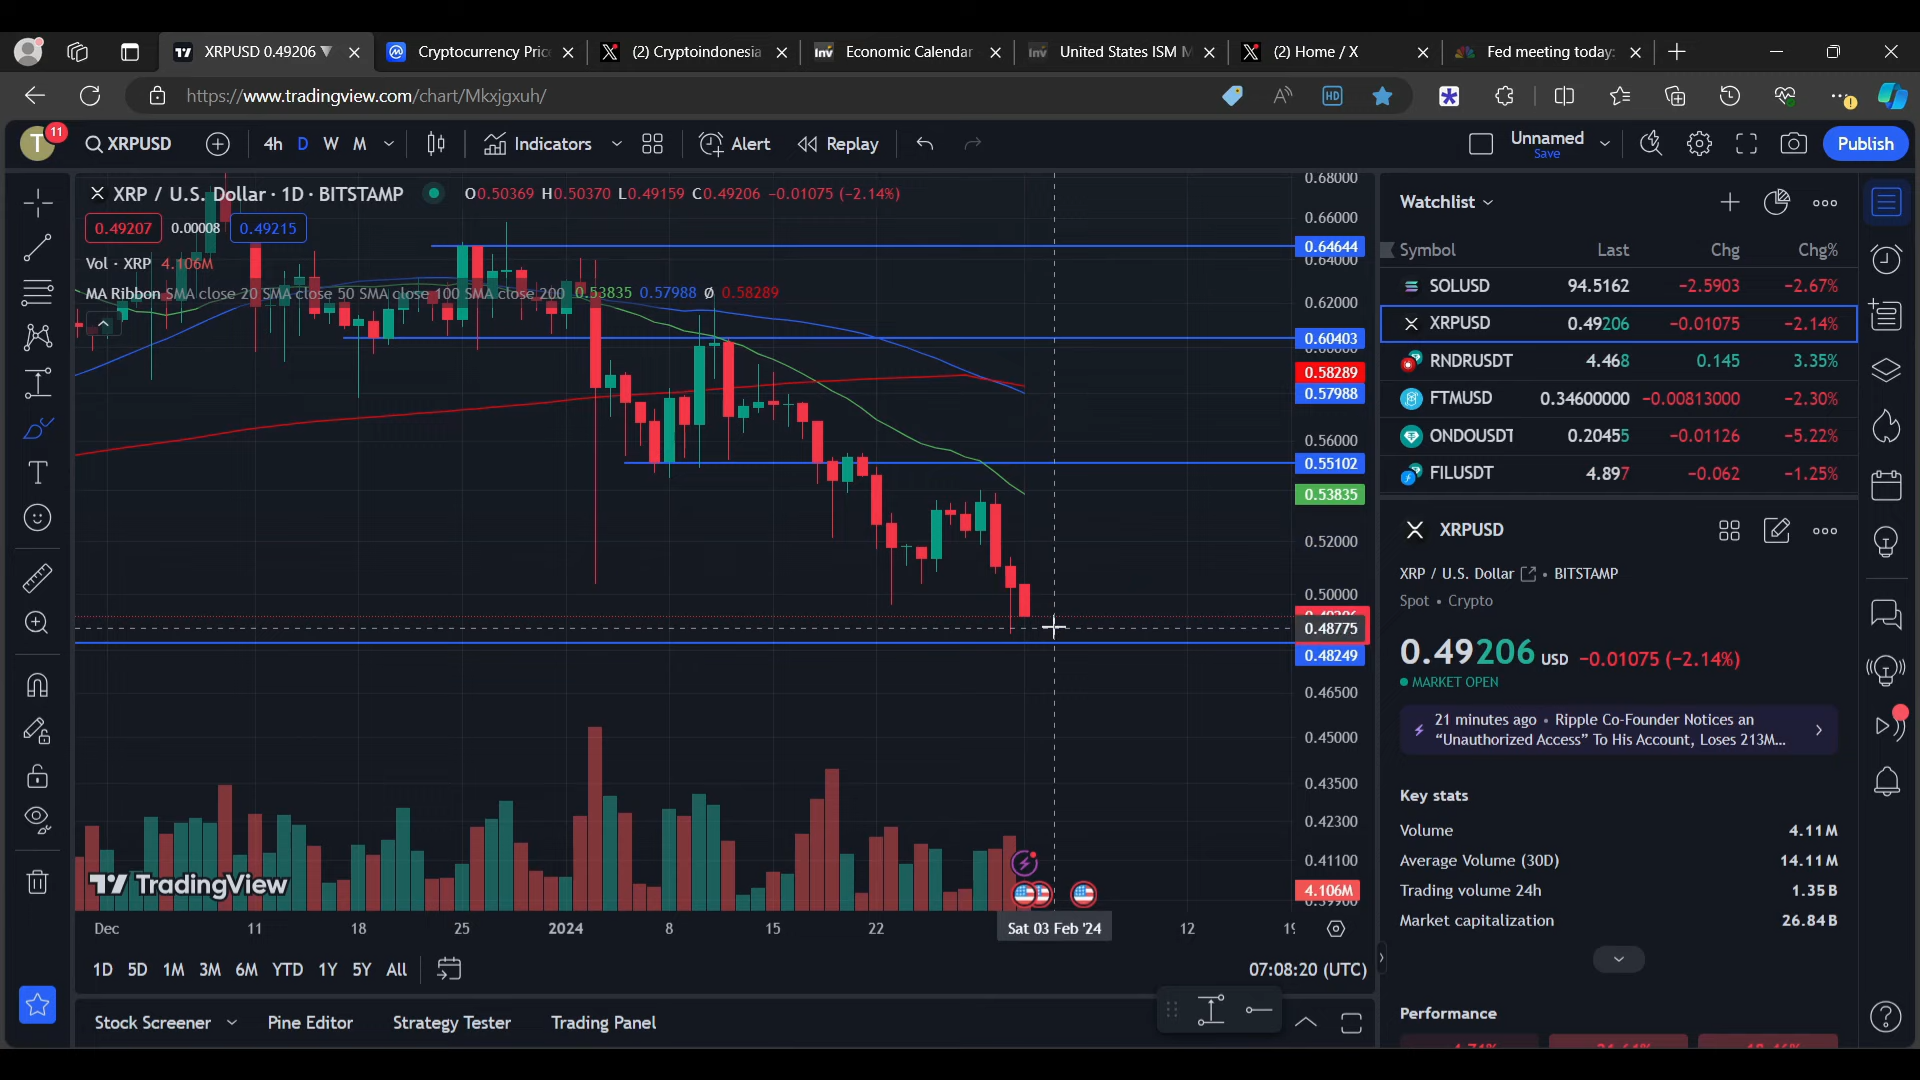 XRPUSD 0.49206 ▼
Cryptocurrency Pric
(2) Cryptoindonesia
Economic Calendar
United States ISM M
(2) Home / X
Fed meeting today:
https://www.tradingview.com/chart/Mkxjgxuh/
HD
T
11
XRPUSD
4h
D
W
M
Indicators
Alert
Replay
Unnamed
Save
Publish
XRP / U.S. Dollar · 1D · BITSTAMP
O0.50369 H0.50370 L0.49159 C0.49206 −0.01075 (−2.14%)
0.49207
0.00008
0.49215
Vol · XRP 4.106M
MA Ribbon SMA close 20 SMA close 50 SMA close 100 SMA close 200 0.53835 0.57988 Ø 0.58289
0.68000
0.66000
0.64644
0.64000
0.62000
0.60403
0.58289
0.57988
0.56000
0.55102
0.53835
0.52000
0.50000
0.48775
0.48249
0.46500
0.45000
0.43500
0.42300
0.41100
4.106M
TradingView
Dec
11
18
25
2024
8
15
22
Sat 03 Feb '24
12
1D
5D
1M
3M
6M
YTD
1Y
5Y
All
07:08:20 (UTC)
Stock Screener
Pine Editor
Strategy Tester
Trading Panel
Watchlist
Symbol Last Chg Chg%
SOLUSD 94.5162 −2.5903 −2.67%
XRPUSD 0.49206 −0.01075 −2.14%
RNDRUSDT 4.468 0.145 3.35%
FTMUSD 0.34600000 −0.00813000 −2.30%
ONDOUSDT 0.20455 −0.01126 −5.22%
FILUSDT 4.897 −0.062 −1.25%
XRPUSD
XRP / U.S. Dollar • BITSTAMP
Spot • Crypto
0.49206 USD −0.01075 (−2.14%)
MARKET OPEN
21 minutes ago • Ripple Co-Founder Notices an
“Unauthorized Access” To His Account, Loses 213M...
Key stats
Volume 4.11M
Average Volume (30D) 14.11M
Trading volume 24h 1.35B
Market capitalization 26.84B
Performance